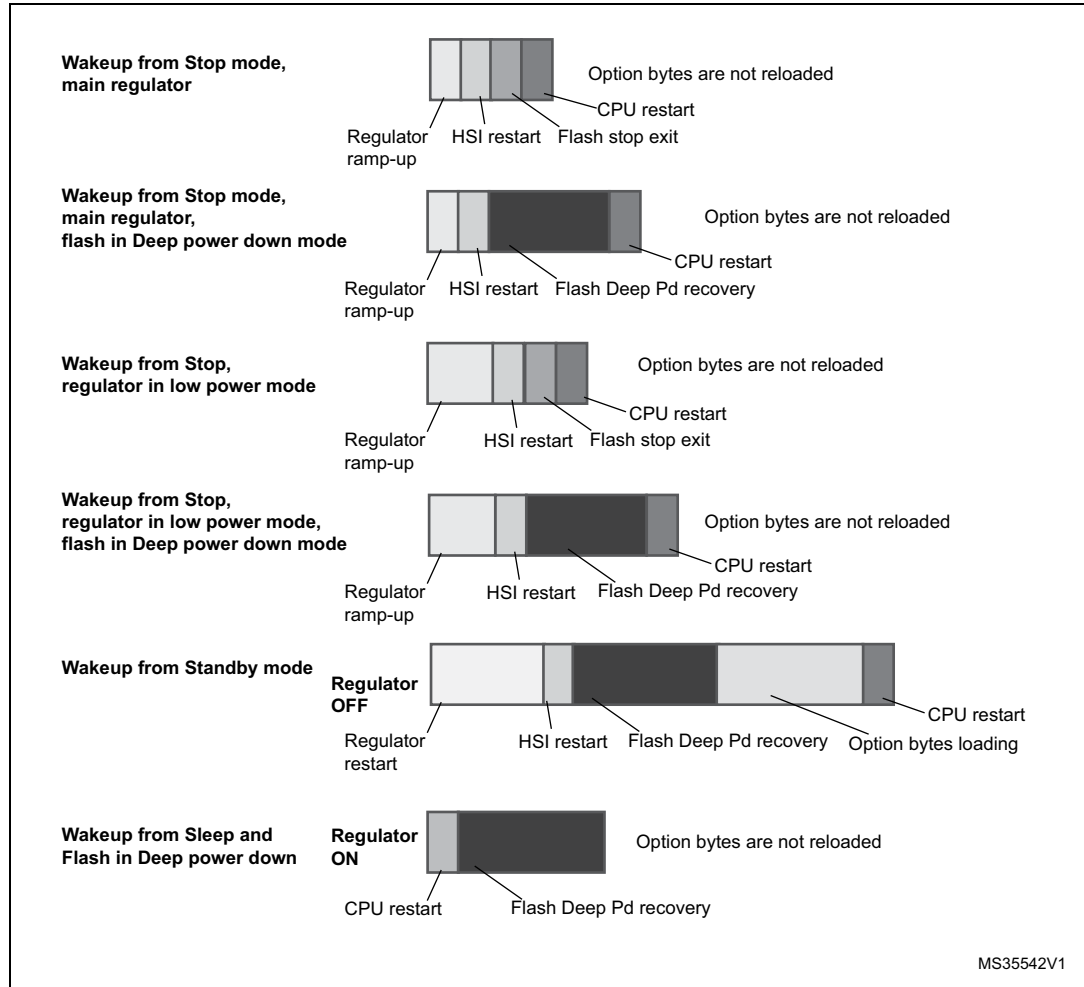 Wakeup from Stop mode,
main regulator
Option bytes are not reloaded
CPU restart
Regulator
ramp-up
HSI restart
Flash stop exit
Wakeup from Stop mode,
main regulator,
flash in Deep power down mode
Option bytes are not reloaded
CPU restart
Regulator
ramp-up
HSI restart
Flash Deep Pd recovery
Wakeup from Stop,
regulator in low power mode
Option bytes are not reloaded
CPU restart
Regulator
ramp-up
HSI restart
Flash stop exit
Wakeup from Stop,
regulator in low power mode,
flash in Deep power down mode
Option bytes are not reloaded
CPU restart
Regulator
ramp-up
HSI restart
Flash Deep Pd recovery
Wakeup from Standby mode
Regulator
OFF
CPU restart
Regulator
restart
HSI restart
Flash Deep Pd recovery
Option bytes loading
Wakeup from Sleep and
Flash in Deep power down
Regulator
ON
Option bytes are not reloaded
CPU restart
Flash Deep Pd recovery
MS35542V1